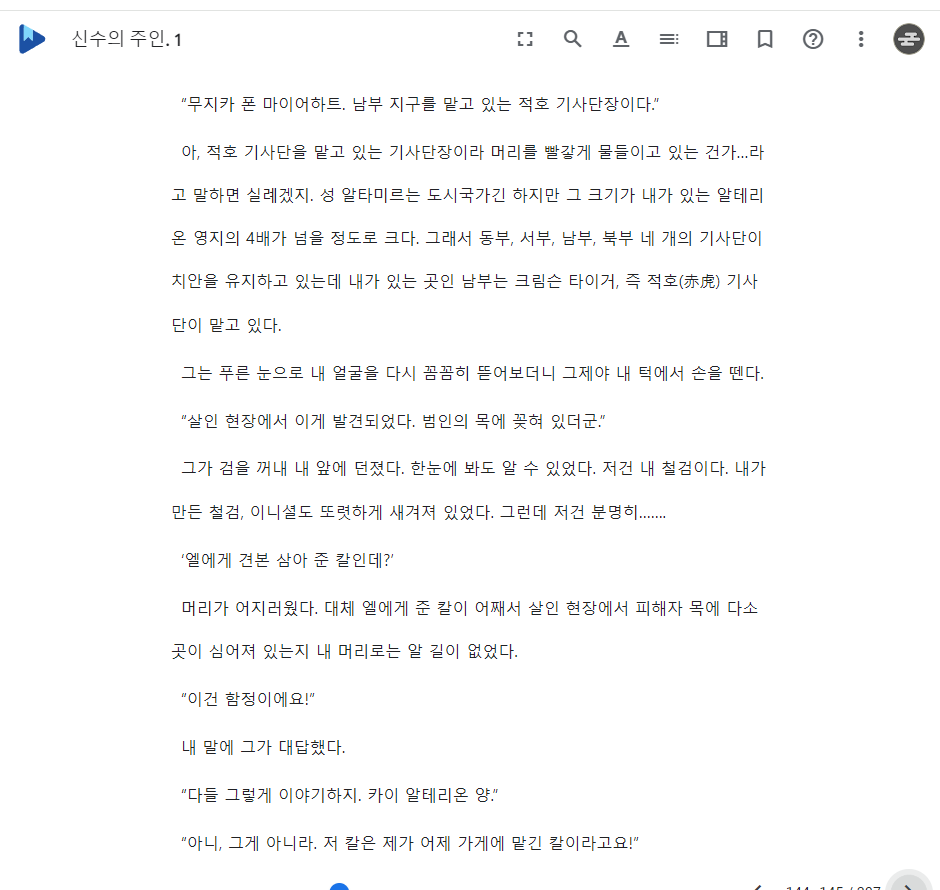 신수의 주인. 1
"무지카 폰 마이어하트. 남부 지구를 맡고 있는 적호 기사단장이다."
아, 적호 기사단을 맡고 있는 기사단장이라 머리를 빨갛게 물들이고 있는 건가...라
고 말하면 실례겠지. 성 알타미르는 도시국가긴 하지만 그 크기가 내가 있는 알테리
온 영지의 4배가 넘을 정도로 크다. 그래서 동부, 서부, 남부, 북부 네 개의 기사단이
치안을 유지하고 있는데 내가 있는 곳인 남부는 크림슨 타이거, 즉 적호(赤虎) 기사
단이 맡고 있다.
그는 푸른 눈으로 내 얼굴을 다시 꼼꼼히 뜯어보더니 그제야 내 턱에서 손을 뗀다.
"살인 현장에서 이게 발견되었다. 범인의 목에 꽂혀 있더군."
그가 검을 꺼내 내 앞에 던졌다. 한눈에 봐도 알 수 있었다. 저건 내 철검이다. 내가
만든 철검, 이니셜도 또렷하게 새겨져 있었다. 그런데 저건 분명히.......
'엘에게 견본 삼아 준 칼인데?'
머리가 어지러웠다. 대체 엘에게 준 칼이 어째서 살인 현장에서 피해자 목에 다소
곳이 심어져 있는지 내 머리로는 알 길이 없었다.
"이건 함정이에요!"
내 말에 그가 대답했다.
"다들 그렇게 이야기하지. 카이 알테리온 양."
"아니, 그게 아니라. 저 칼은 제가 어제 가게에 맡긴 칼이라고요!"